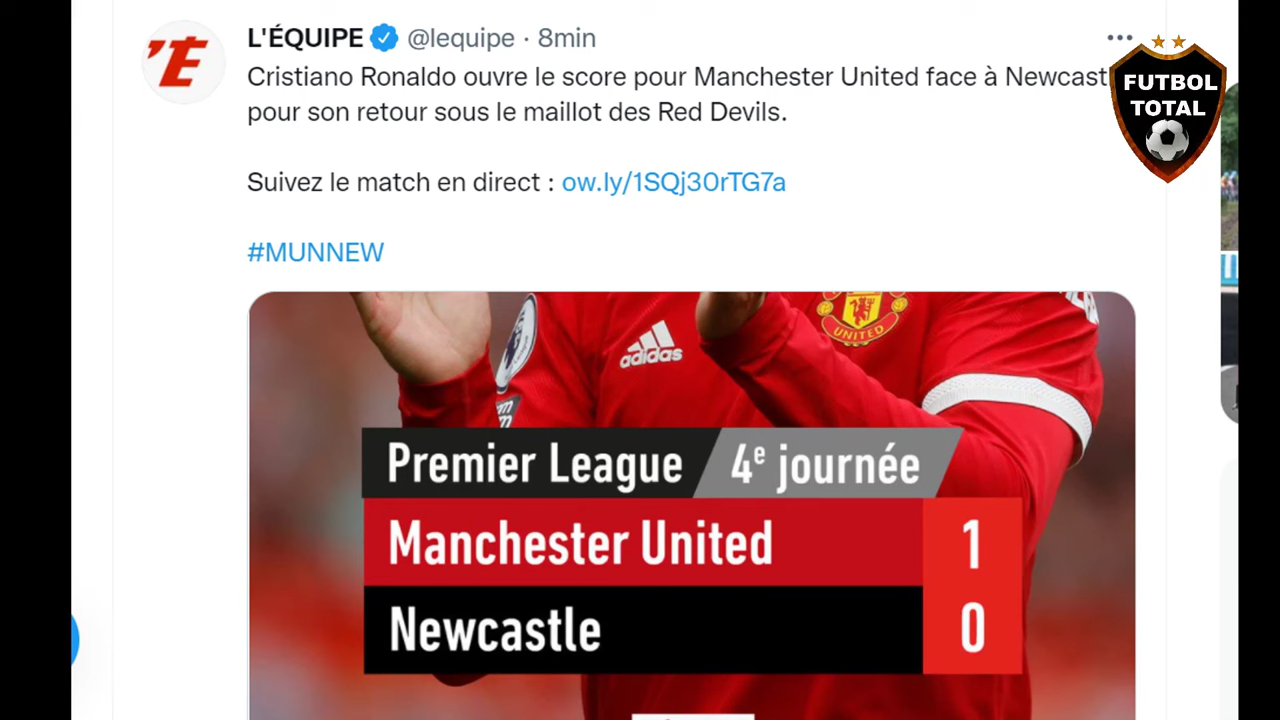 L'ÉQUIPE @lequipe · 8min
Cristiano Ronaldo ouvre le score pour Manchester United face à
pour son retour sous le maillot des Red Devils.
Suivez le match en direct : ow.ly/1SQj30rTG7a
#MUNNEW
FUTBOL
TOTAL
'É
UNITED
adidas
Premier League 4e journée
Manchester United 1
Newcastle 0